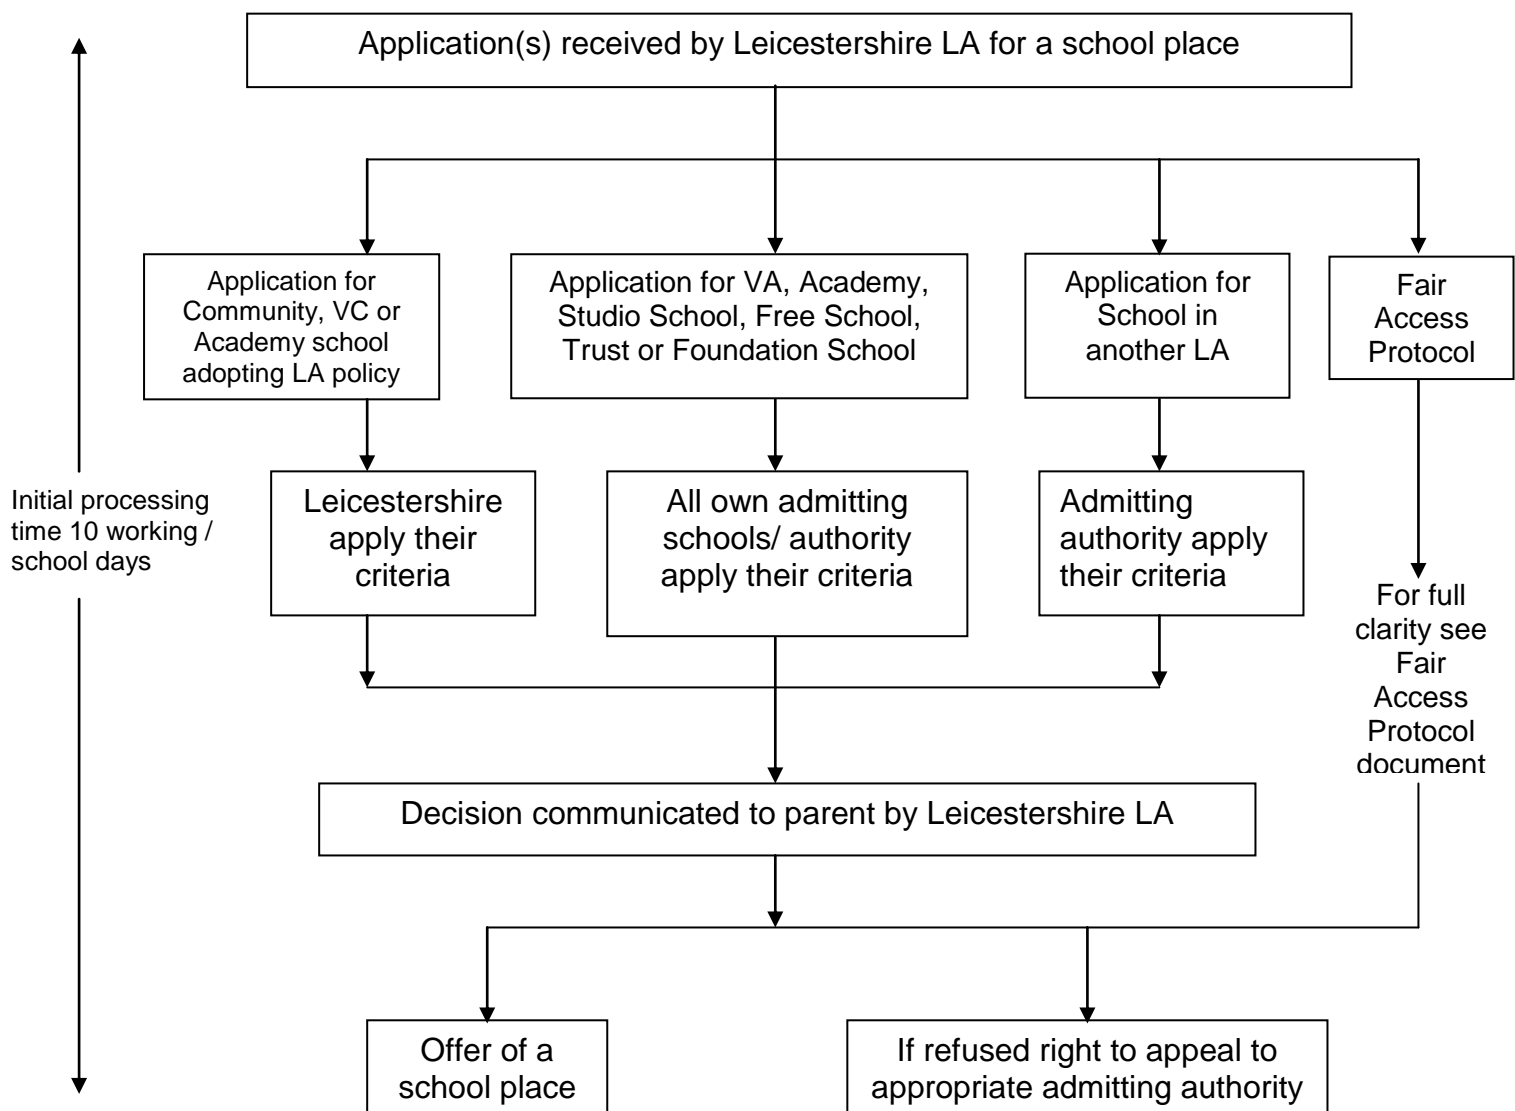 Application(s) received by Leicestershire LA for a school place
Application for
Community, VC or
Academy school
adopting LA policy
Application for VA, Academy,
Studio School, Free School,
Trust or Foundation School
Application for
School in
another LA
Fair
Access
Protocol
Initial processing
time 10 working /
school days
Leicestershire
apply their
criteria
All own admitting
schools/ authority
apply their criteria
Admitting
authority apply
their criteria
For full
clarity see
Fair
Access
Protocol
document
Decision communicated to parent by Leicestershire LA
Offer of a
school place
If refused right to appeal to
appropriate admitting authority